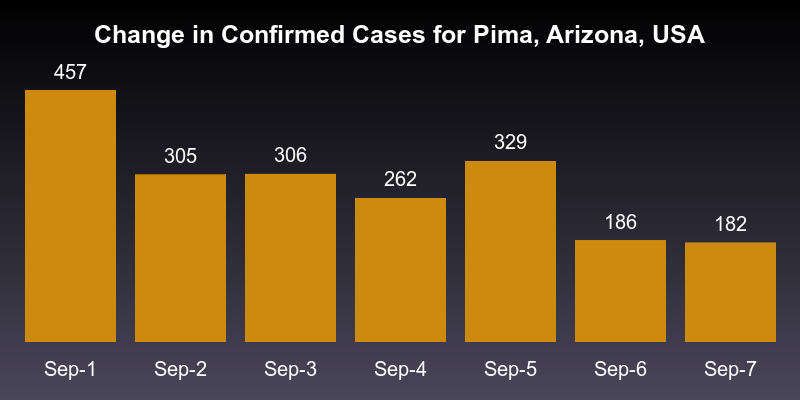 Change in Confirmed Cases for Pima, Arizona, USA
457
305
306
262
329
186
182
Sep-1
Sep-2
Sep-3
Sep-4
Sep-5
Sep-6
Sep-7